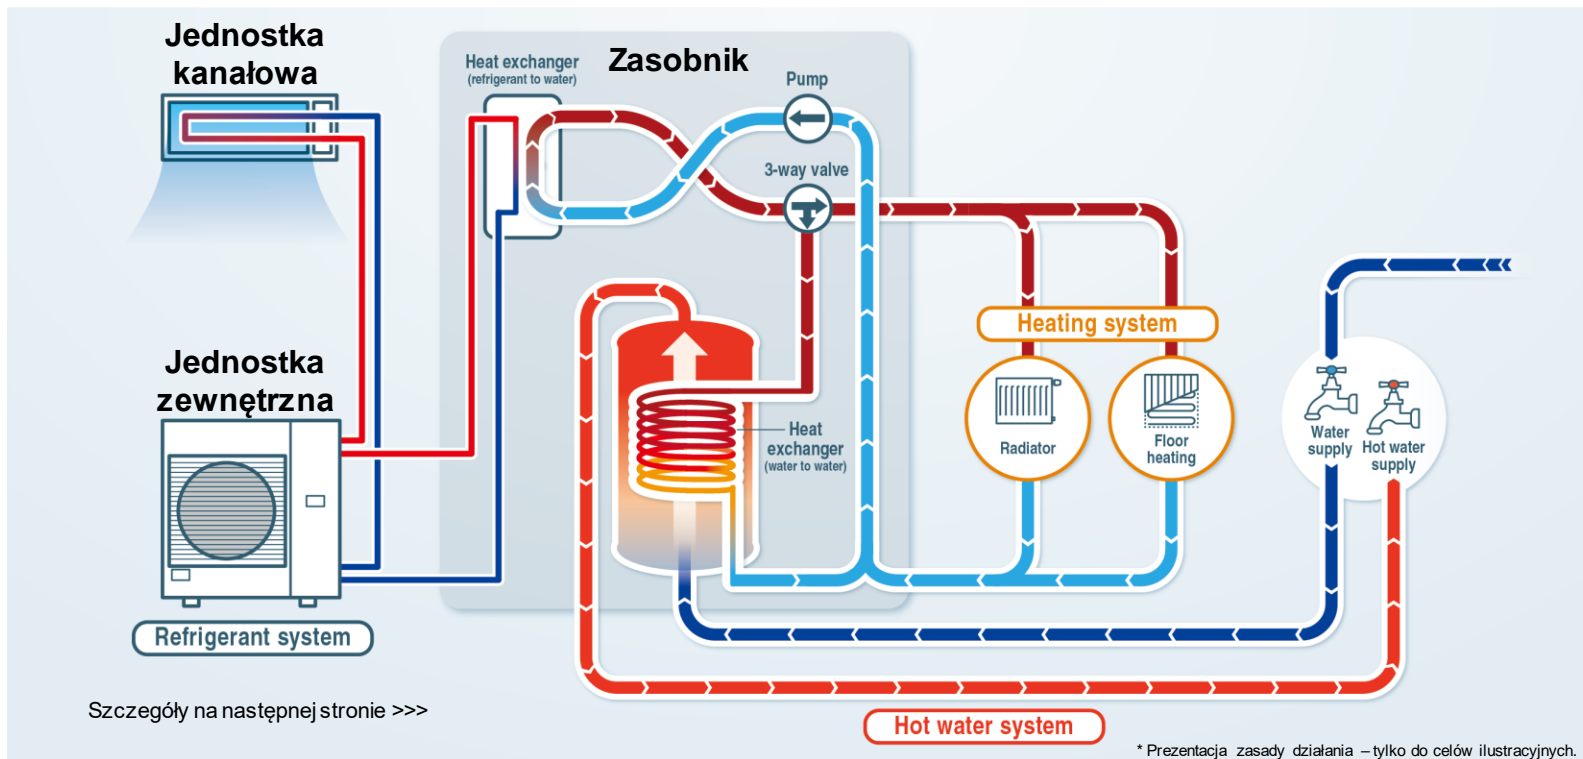 Jednostka
kanałowa
Heat exchanger
(refrigerant to water)
Zasobnik
Pump
3-way valve
Heating system
Jednostka
zewnętrzna
Radiator
Floor
heating
Water
supply
Hot water
supply
Heat
exchanger
(water to water)
Refrigerant system
Szczegóły na następnej stronie >>>
Hot water system
* Prezentacja zasady działania – tylko do celów ilustracyjnych.